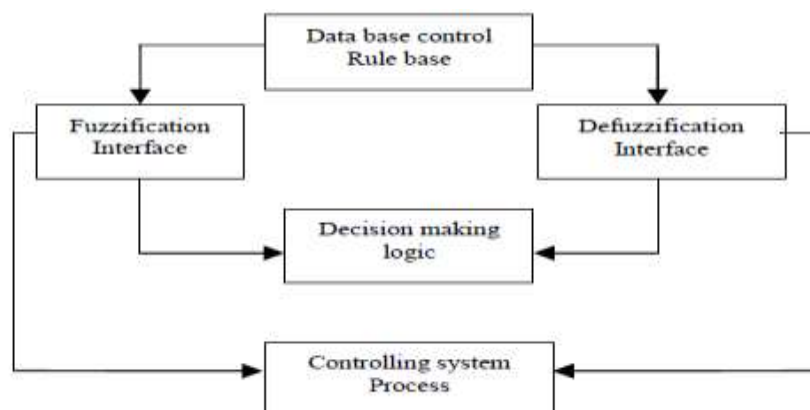 Data base control
Rule base
Fuzzification
Interface
Defuzzification
Interface
Decision making
logic
Controlling system
Process